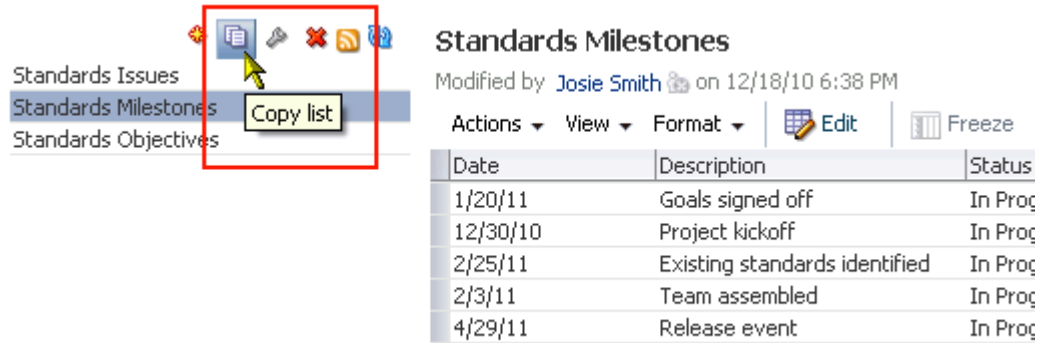 Standards Issues
Standards Milestones
Standards Objectives
Copy list
Standards Milestones
Modified by Josie Smith on 12/18/10 6:38 PM
Actions View Format Edit Freeze
Date Description Status
1/20/11 Goals signed off In Prog
12/30/10 Project kickoff In Prog
2/25/11 Existing standards identified In Prog
2/3/11 Team assembled In Prog
4/29/11 Release event In Prog